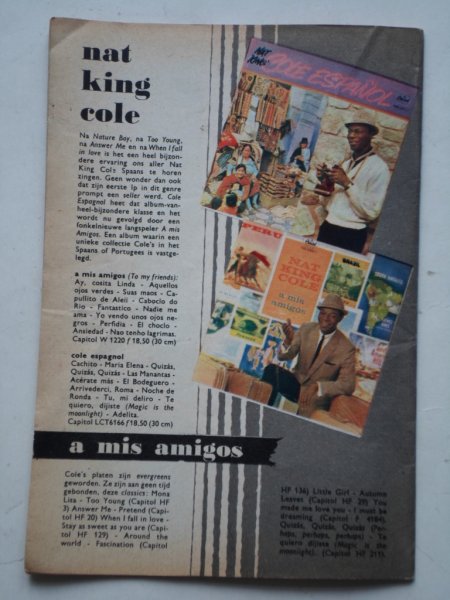 nat
king
cole
Na Nature Boy, na Too Young,
na Answer Me en na When I fall
in love is het een heel bijzon-
dere ervaring ons aller Nat
King Cole Spaans te horen
zingen. Geen wonder dan ook
dat zijn eerste lp in dit genre
prompt een seller werd. Cole
Espagnol heet dat album-van-
heel-bijzondere klasse en het
wordt nu gevolgd door een
fonkelnieuwe langspeler A mis
Amigos. Een album waarin een
unieke collectie Cole's in het
Spaans of Portugees is vastge-
legd.
a mis amigos (To my friends):
Ay, cosita Linda - Aquellos
ojos verdes - Suas maos - Ca-
pullito de Aleli - Caboclo do
Rio - Fantastico - Nadie me
ama - Yo vendo unos ojos ne-
gros - Perfidia - El choclo -
Ansiedad - Nao tenho lagrimas.
Capitol W 1220 ƒ 18,50 (30 cm)
cole espagnol
Cachito - Maria Elena - Quizás,
Quizás, Quizás - Las Manantas -
Acérate más - El Bodeguero -
Arrivederci, Roma - Noche de
Ronda - Tu, mi deliro - Te
quiero, dijiste (Magic is the
moonlight) - Adelita.
Capitol LCT6166 ƒ 18,50 (30 cm)
NAT
KING
COLE ESPAÑOL
Capitol
PERU
BRASIL
NAT
KING
COLE
a mis
amigos
a mis amigos
Cole's platen zijn evergreens
geworden. Ze zijn aan geen tijd
gebonden, deze classics: Mona
Lisa - Too Young (Capitol HF
3) Answer Me - Pretend (Capi-
tol HF 20) When I fall in love -
Stay as sweet as you are (Capi-
tol HF 129) - Around the
world - Fascination (Capitol
HF 136) Little Girl - Autumn
Leaves (Capitol HF 29) You
made me love you - I must be
dreaming (Capitol F 4184).
Quizás, Quizás, Quizás (Per-
haps, perhaps, perhaps) - Te
quiero dijiste (Magic is the
moonlight). (Capitol HF 211).